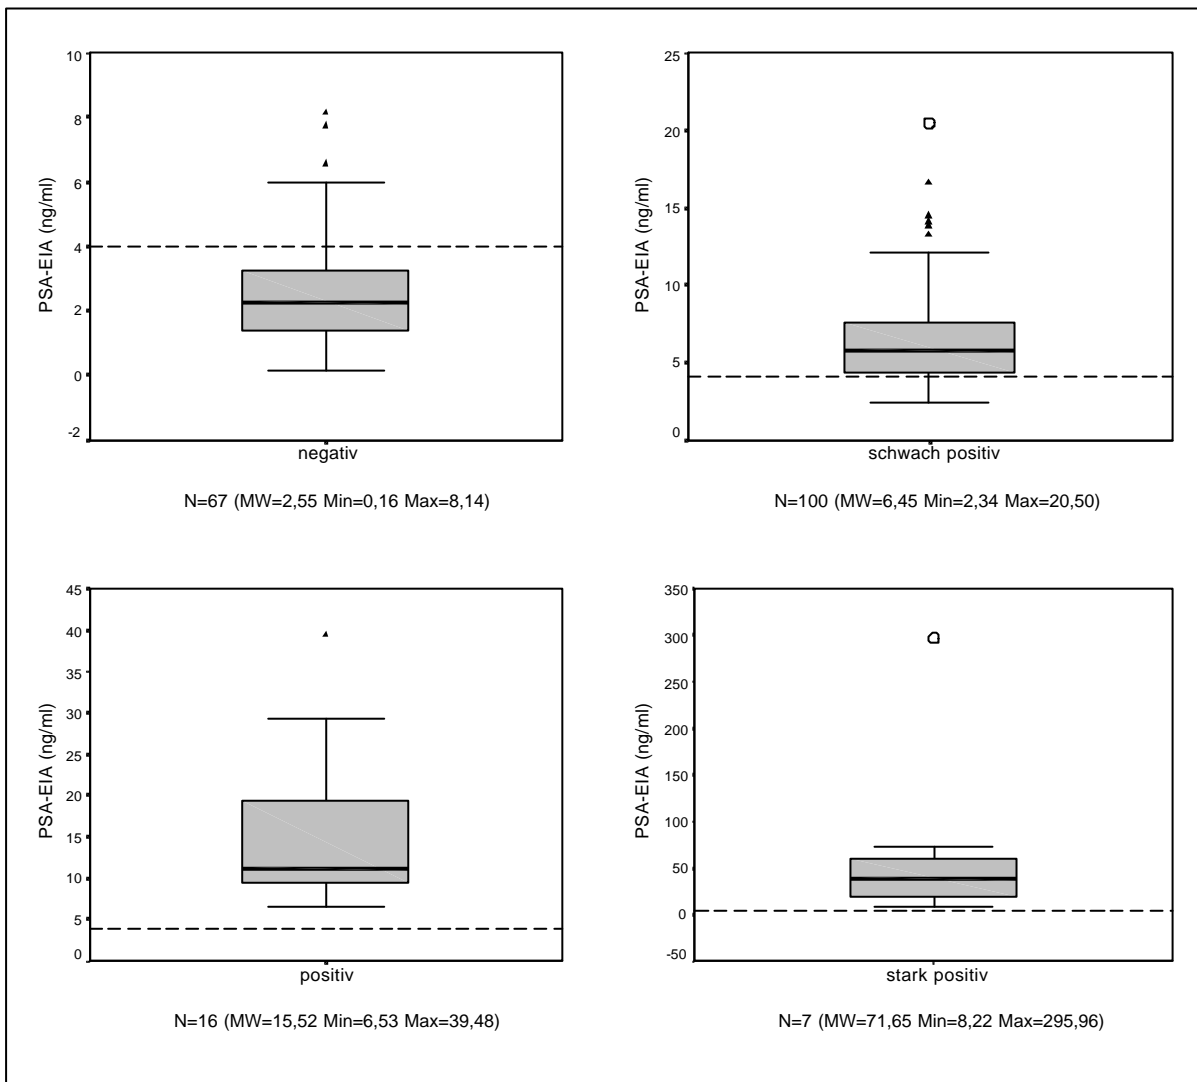 PSA-EIA (ng/ml)
10
8
6
4
2
0
-2
negativ
N=67 (MW=2,55 Min=0,16 Max=8,14)
PSA-EIA (ng/ml)
25
20
15
10
5
0
schwach positiv
N=100 (MW=6,45 Min=2,34 Max=20,50)
PSA-EIA (ng/ml)
45
40
35
30
25
20
15
10
5
0
positiv
N=16 (MW=15,52 Min=6,53 Max=39,48)
PSA-EIA (ng/ml)
350
300
250
200
150
100
50
0
-50
stark positiv
N=7 (MW=71,65 Min=8,22 Max=295,96)